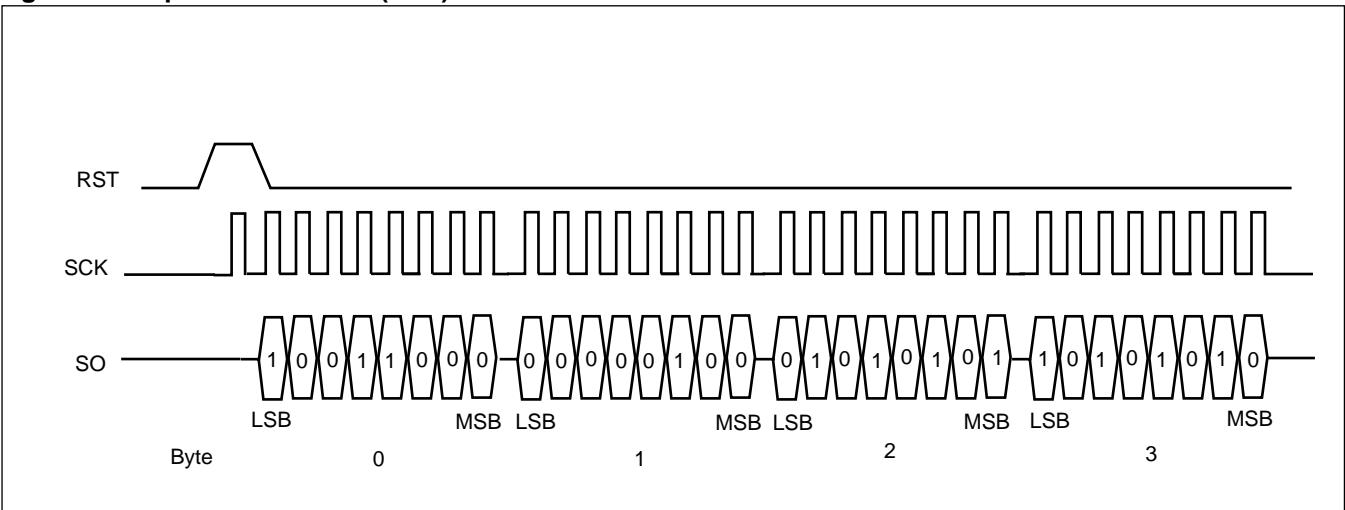 RST
SCK
SO
1 0 0 1 1 0 0 0 0 0 0 0 0 1 0 0 0 1 0 1 0 1 0 1 1 0 1 0 1 0 1 0
LSB MSB LSB MSB LSB MSB LSB MSB
Byte 0 1 2 3